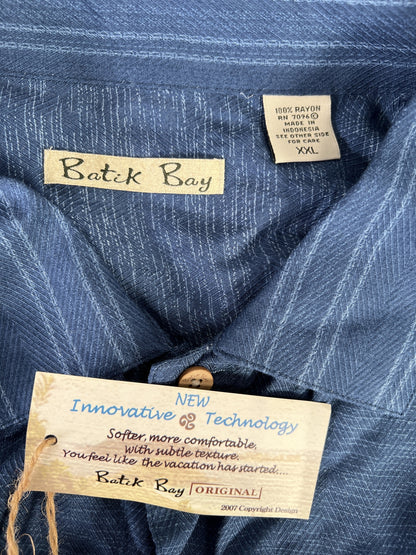 100% RAYON
RN 7096©
MADE IN
INDONESIA
SEE OTHER SIDE
FOR CARE
XXL
Batik Bay
NEW
Innovative Technology
Softer, more comfortable,
with subtle texture.
You feel like the vacation has started....
Batik Bay ORIGINAL
2007 Copyright Design